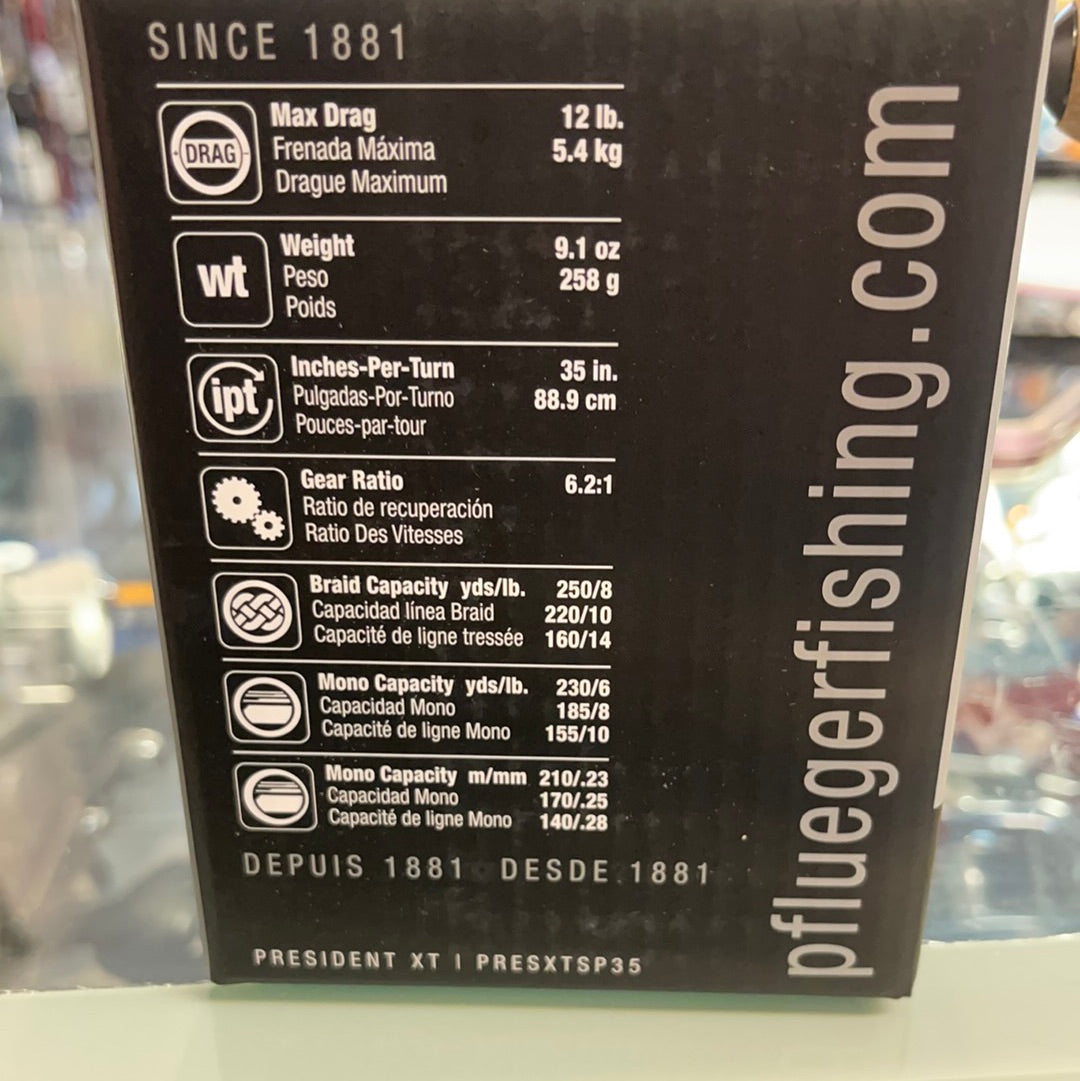 SINCE 1881
DRAG
Max Drag 12 lb.
Frenada Máxima 5.4 kg
Drague Maximum
wt
Weight 9.1 oz
Peso 258 g
Poids
ipt
Inches-Per-Turn 35 in.
Pulgadas-Por-Turno 88.9 cm
Pouces-par-tour
Gear Ratio 6.2:1
Ratio de recuperación
Ratio Des Vitesses
Braid Capacity yds/lb. 250/8
Capacidad línea Braid 220/10
Capacité de ligne tressée 160/14
Mono Capacity yds/lb. 230/6
Capacidad Mono 185/8
Capacité de ligne Mono 155/10
Mono Capacity m/mm 210/.23
Capacidad Mono 170/.25
Capacité de ligne Mono 140/.28
DEPUIS 1881 DESDE 1881
PRESIDENT XT | PRESXTSP35
pfluegerfishing.com